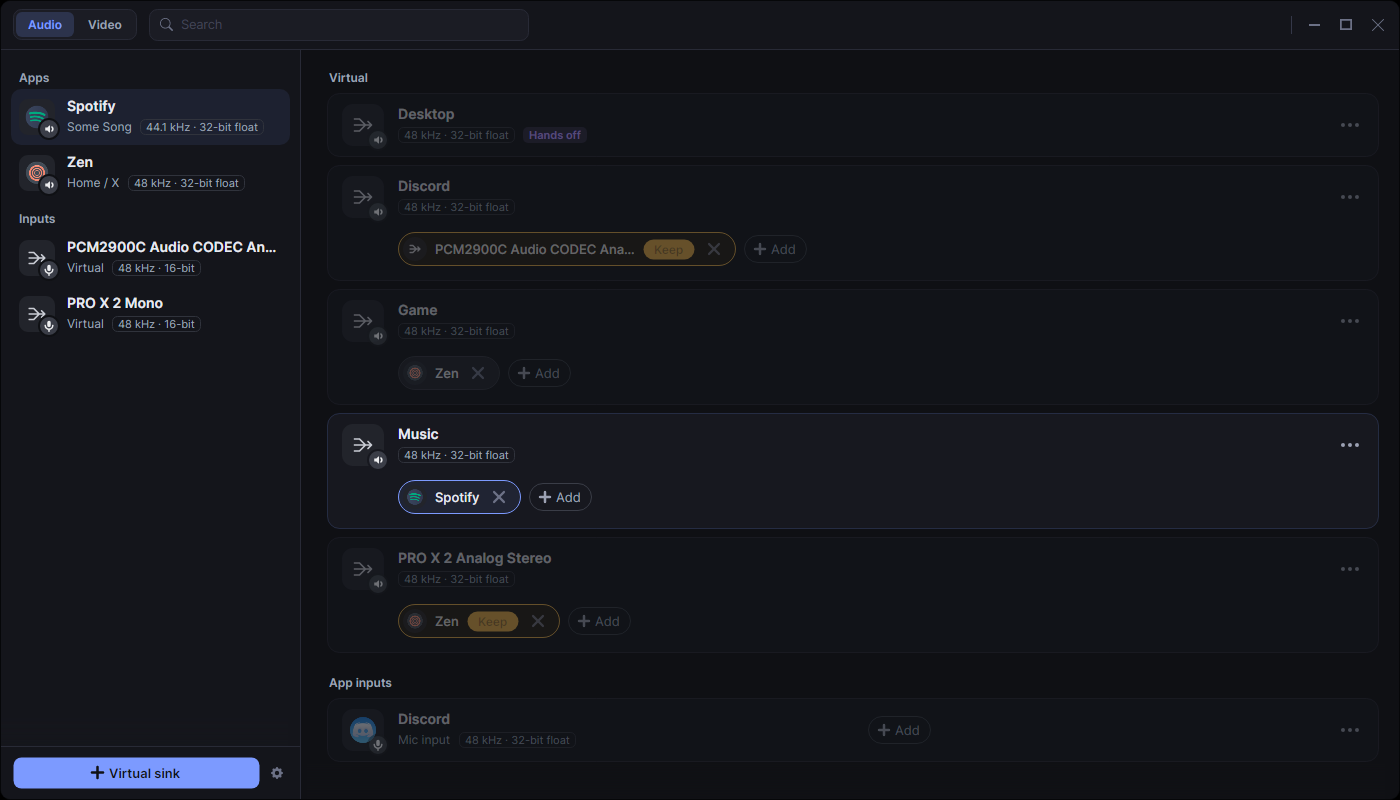 Audio
Video
Search
Apps
Spotify
Some Song 44.1 kHz · 32-bit float
Zen
Home / X 48 kHz · 32-bit float
Inputs
PCM2900C Audio CODEC An...
Virtual 48 kHz · 16-bit
PRO X 2 Mono
Virtual 48 kHz · 16-bit
Virtual sink
Virtual
Desktop
48 kHz · 32-bit float Hands off
Discord
48 kHz · 32-bit float
PCM2900C Audio CODEC Ana... Keep Add
Game
48 kHz · 32-bit float
Zen Add
Music
48 kHz · 32-bit float
Spotify Add
PRO X 2 Analog Stereo
48 kHz · 32-bit float
Zen Keep Add
App inputs
Discord
Mic input 48 kHz · 32-bit float
Add